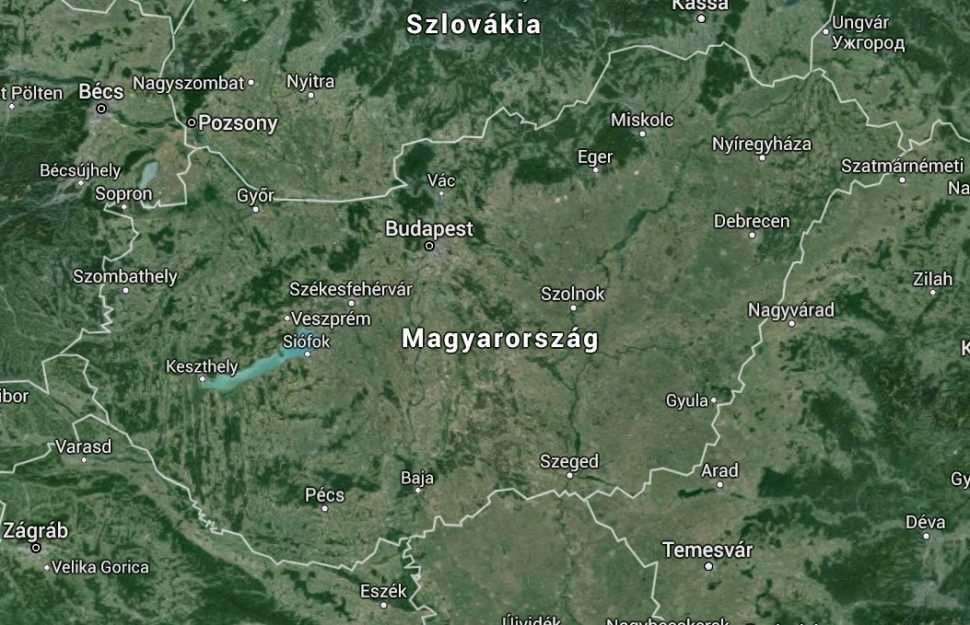 Kassa
Szlovákia
Ungvár
Ужгород
Nagyszombat
Nyitra
t Pölten
Bécs
Pozsony
Miskolc
Nyíregyháza
Eger
Szatmárnémeti
Bécsújhely
Vác
Na
Sopron
Győr
Budapest
Debrecen
Szombathely
Zilah
Székesfehérvár
Szolnok
Veszprém
Nagyvárad
Siófok
Magyarország
K
Keszthely
ibor
Gyula
Varasd
Szeged
Arad
Baja
Gy
Pécs
Déva
Zágráb
Temesvár
Velika Gorica
Eszék
Újvidék
Nagybecskerek